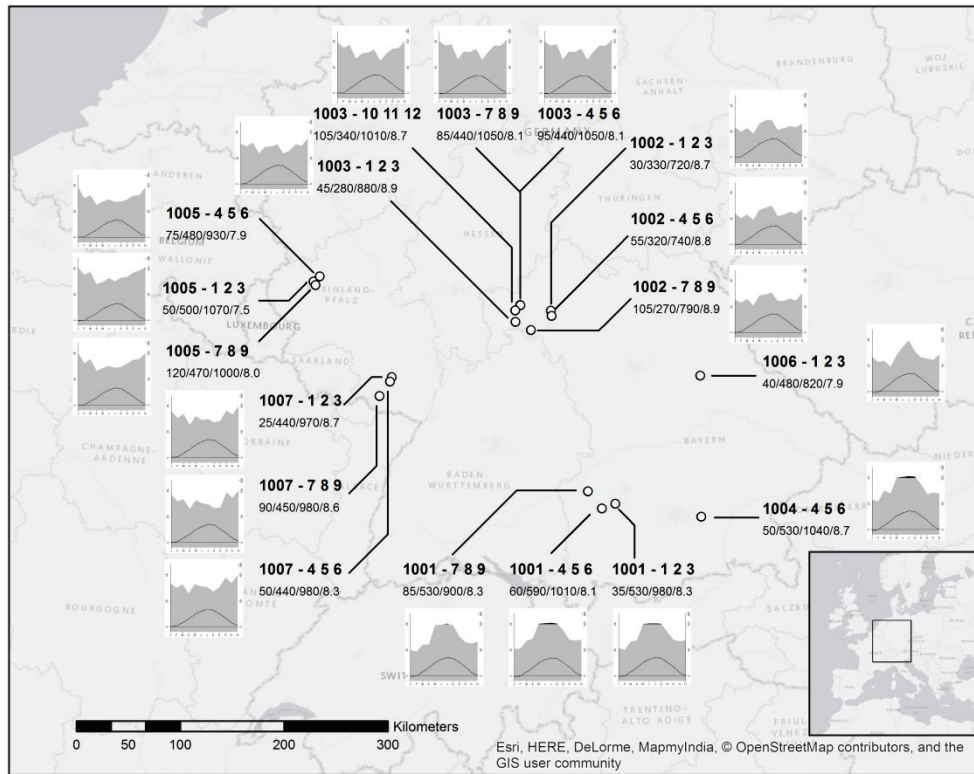 1003 - 10 11 12
105/340/1010/8.7
1003 - 7 8 9
85/440/1050/8.1
1003 - 4 5 6
95/440/1050/8.1
1003 - 1 2 3
45/280/880/8.9
1002 - 1 2 3
30/330/720/8.7
1002 - 4 5 6
55/320/740/8.8
1002 - 7 8 9
105/270/790/8.9
1005 - 4 5 6
75/480/930/7.9
1005 - 1 2 3
50/500/1070/7.5
1005 - 7 8 9
120/470/1000/8.0
1006 - 1 2 3
40/480/820/7.9
1007 - 1 2 3
25/440/970/8.7
1007 - 7 8 9
90/450/980/8.6
1007 - 4 5 6
50/440/980/8.3
1004 - 4 5 6
50/530/1040/8.7
1001 - 7 8 9
85/530/900/8.3
1001 - 4 5 6
60/590/1010/8.1
1001 - 1 2 3
35/530/980/8.3
BRANDENBURG
WOJ.
LUBUSKIE
SACHSEN-
ANHALT
GERMANY
THÜRINGEN
HESSEN
BELGIUM
WALLONIE
LUXEMBOURG
SAARLAND
CHAMPAGNE-
ARDENNE
BADEN-
WÜRTTEMBERG
BAYERN
BOURGOGNE
SALZBU
TRENTINO-
ALTO ADIGE
FRIU
VENE
SWIT
Kilometers
0 50 100 200 300
Esri, HERE, DeLorme, MapmyIndia, © OpenStreetMap contributors, and the
GIS user community